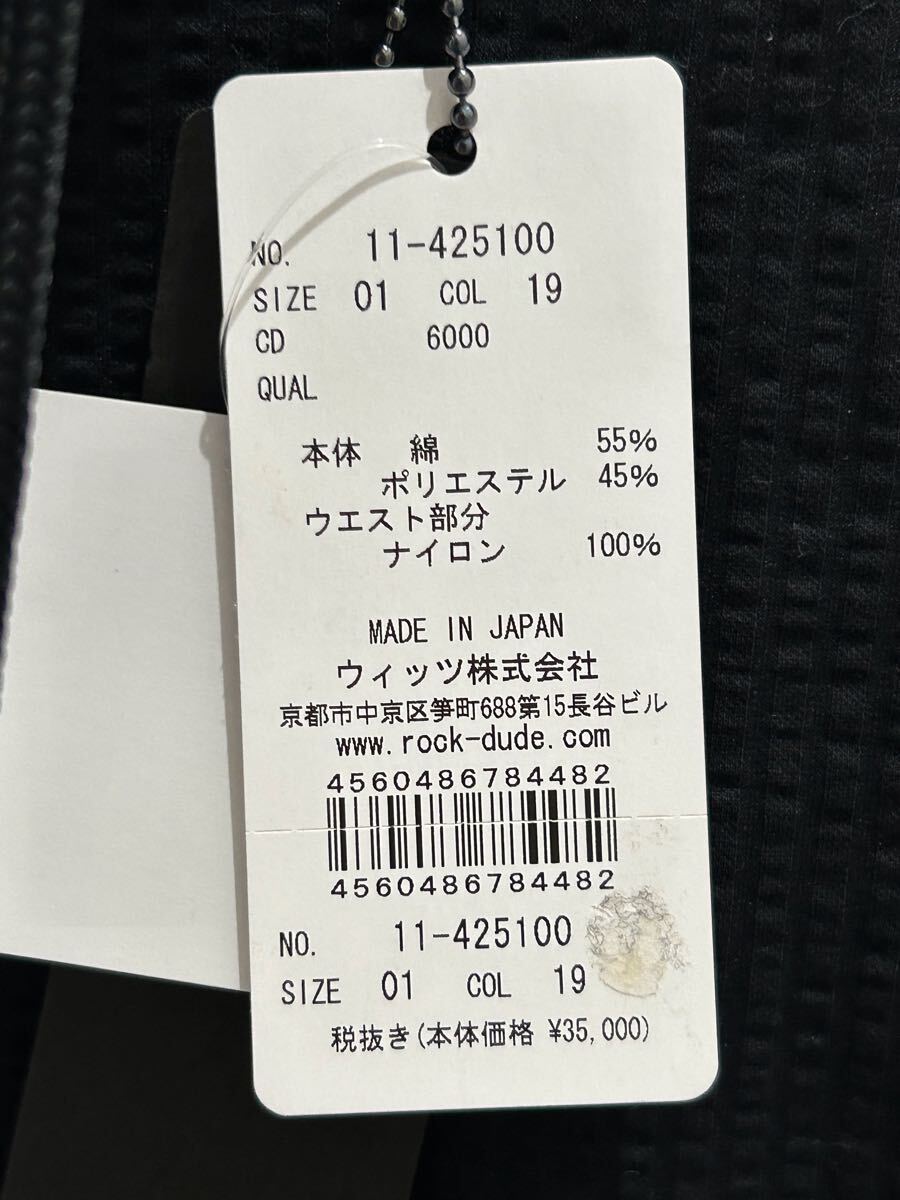 NO. 11-425100
SIZE 01 COL 19
CD 6000
QUAL
本体 綿 55%
ポリエステル 45%
ウエスト部分
ナイロン 100%
MADE IN JAPAN
ウィッツ株式会社
京都市中京区笋町688第15長谷ビル
www.rock-dude.com
4560486784482
4560486784482
NO. 11-425100
SIZE 01 COL 19
税抜き(本体価格 ¥35,000)